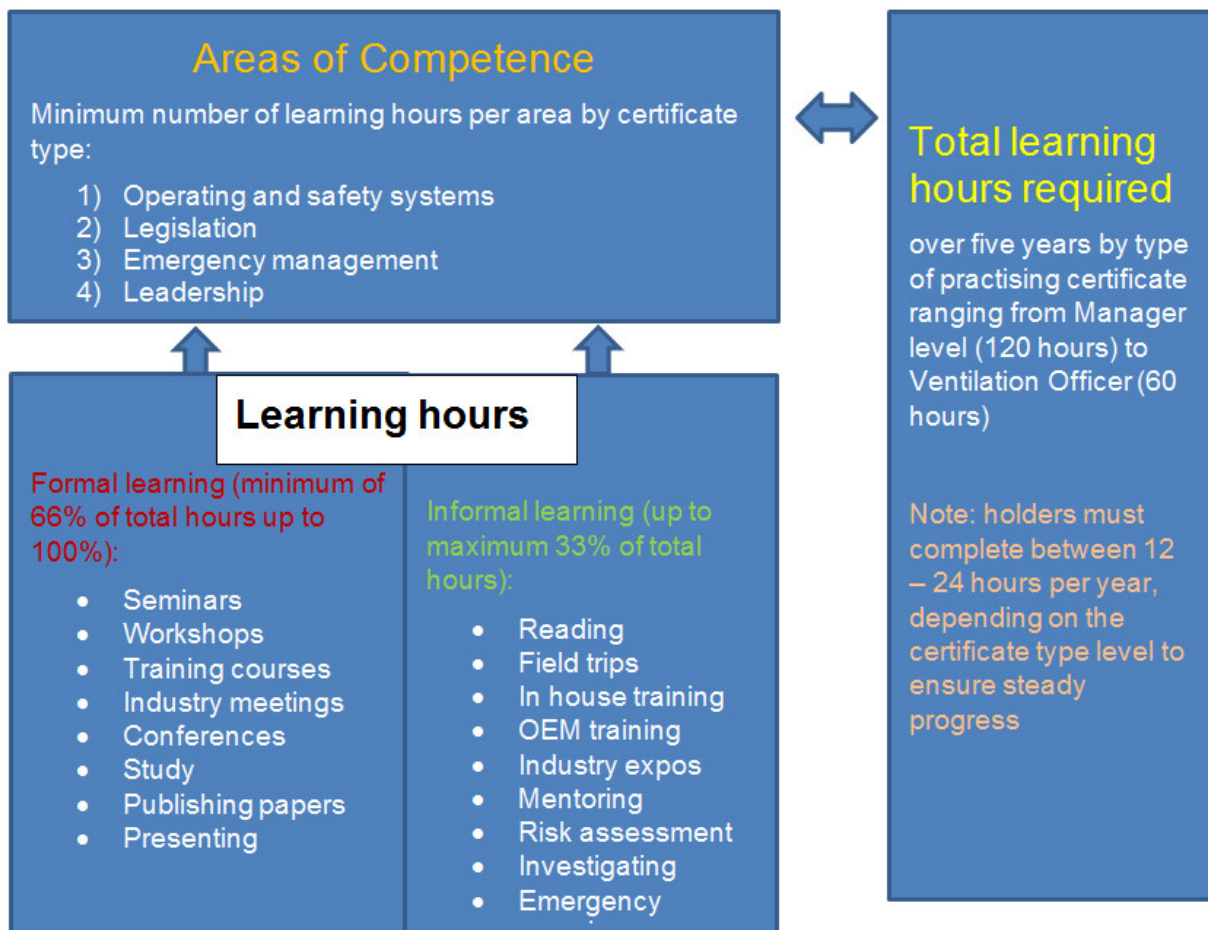 Areas of Competence
Minimum number of learning hours per area by certificate
type:
1) Operating and safety systems
2) Legislation
3) Emergency management
4) Leadership
Total learning
hours required
over five years by type
of practising certificate
ranging from Manager
level (120 hours) to
Ventilation Officer (60
hours)
Note: holders must
complete between 12
– 24 hours per year,
depending on the
certificate type level to
ensure steady
progress
Learning hours
Formal learning (minimum of
66% of total hours up to
100%):
• Seminars
• Workshops
• Training courses
• Industry meetings
• Conferences
• Study
• Publishing papers
• Presenting
Informal learning (up to
maximum 33% of total
hours):
• Reading
• Field trips
• In house training
• OEM training
• Industry expos
• Mentoring
• Risk assessment
• Investigating
• Emergency